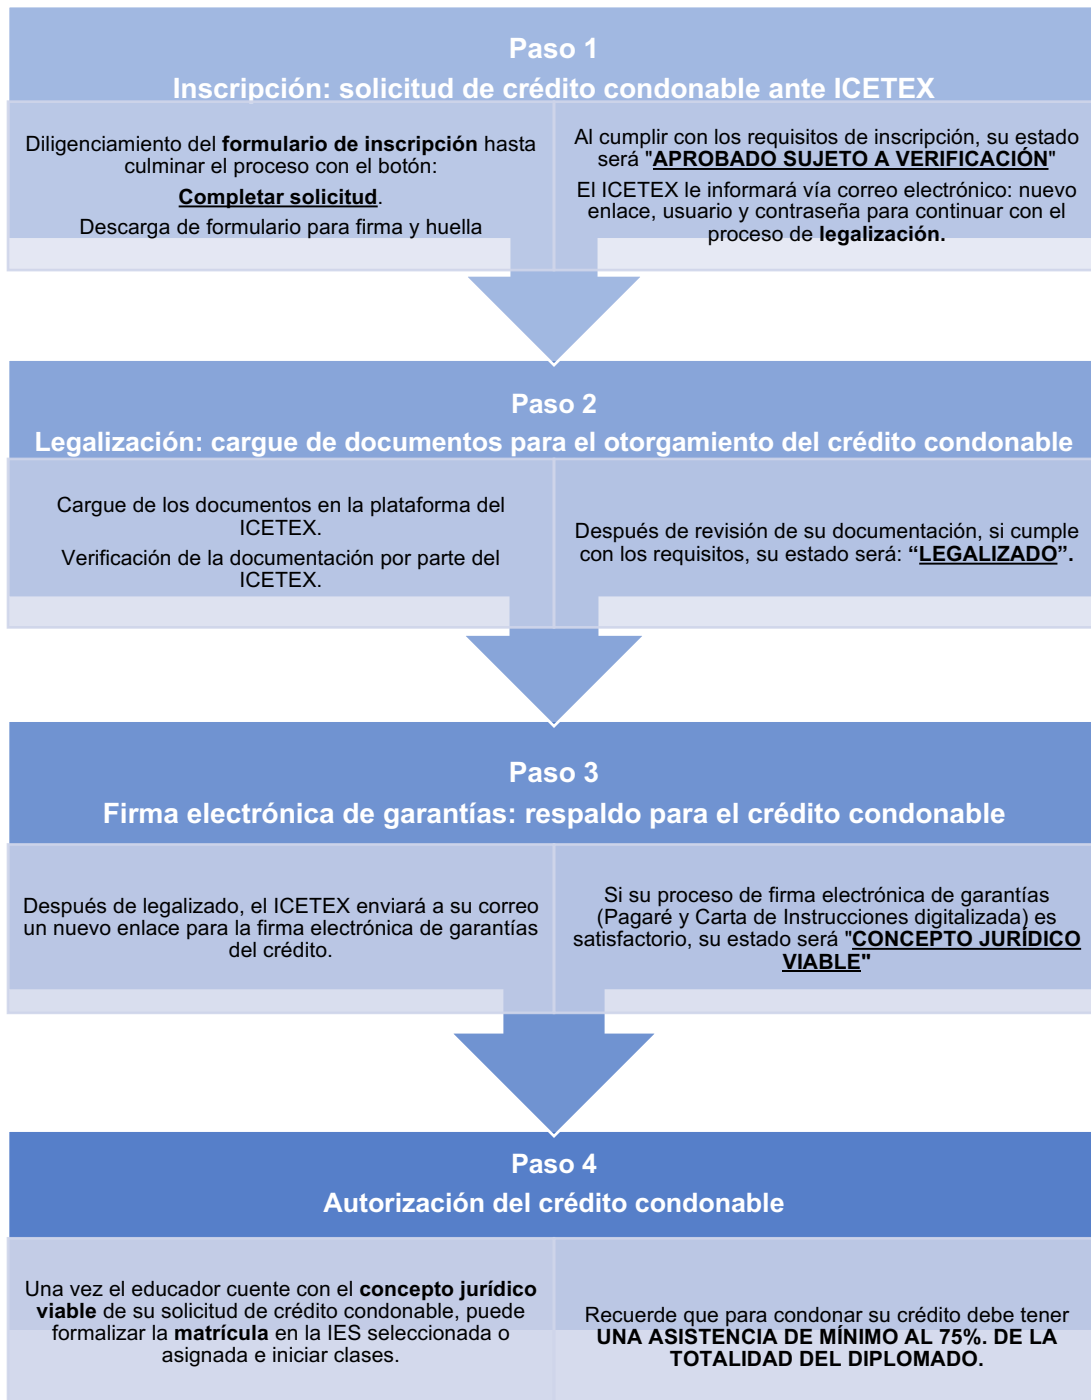 Paso 1
Inscripción: solicitud de crédito condonable ante ICETEX
Diligenciamiento del formulario de inscripción hasta
culminar el proceso con el botón:
Completar solicitud.
Descarga de formulario para firma y huella
Al cumplir con los requisitos de inscripción, su estado
será "APROBADO SUJETO A VERIFICACIÓN"
El ICETEX le informará vía correo electrónico: nuevo
enlace, usuario y contraseña para continuar con el
proceso de legalización.
Paso 2
Legalización: cargue de documentos para el otorgamiento del crédito condonable
Cargue de los documentos en la plataforma del
ICETEX.
Verificación de la documentación por parte del
ICETEX.
Después de revisión de su documentación, si cumple
con los requisitos, su estado será: “LEGALIZADO”.
Paso 3
Firma electrónica de garantías: respaldo para el crédito condonable
Después de legalizado, el ICETEX enviará a su correo
un nuevo enlace para la firma electrónica de garantías
del crédito.
Si su proceso de firma electrónica de garantías
(Pagaré y Carta de Instrucciones digitalizada) es
satisfactorio, su estado será "CONCEPTO JURÍDICO
VIABLE"
Paso 4
Autorización del crédito condonable
Una vez el educador cuente con el concepto jurídico
viable de su solicitud de crédito condonable, puede
formalizar la matrícula en la IES seleccionada o
asignada e iniciar clases.
Recuerde que para condonar su crédito debe tener
UNA ASISTENCIA DE MÍNIMO AL 75%. DE LA
TOTALIDAD DEL DIPLOMADO.